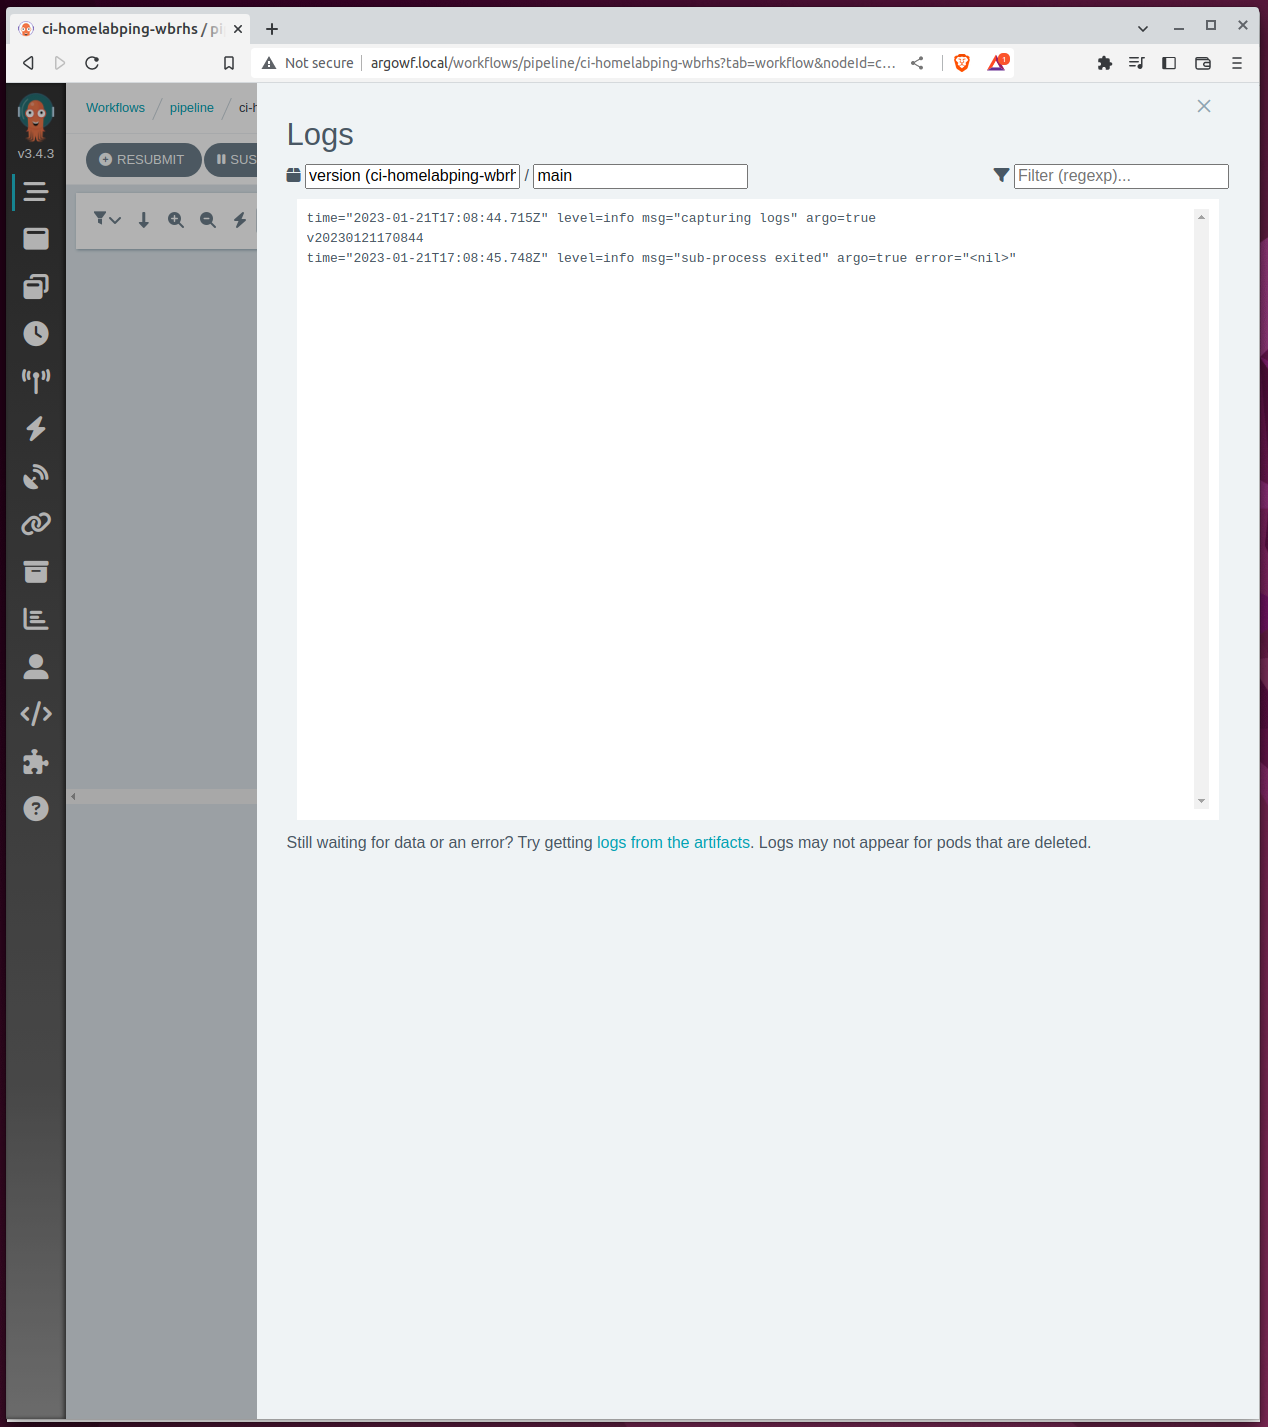 ci-homelabping-wbrhs / pi
Not secure
argowf.local/workflows/pipeline/ci-homelabping-wbrhs?tab=workflow&nodeId=c...
1
v3.4.3
Workflows
pipeline
ci-h
RESUBMIT
SUS
Logs
version (ci-homelabping-wbrh
/
main
Filter (regexp)...
time="2023-01-21T17:08:44.715Z" level=info msg="capturing logs" argo=true
v20230121170844
time="2023-01-21T17:08:45.748Z" level=info msg="sub-process exited" argo=true error="<nil>"
Still waiting for data or an error? Try getting logs from the artifacts. Logs may not appear for pods that are deleted.